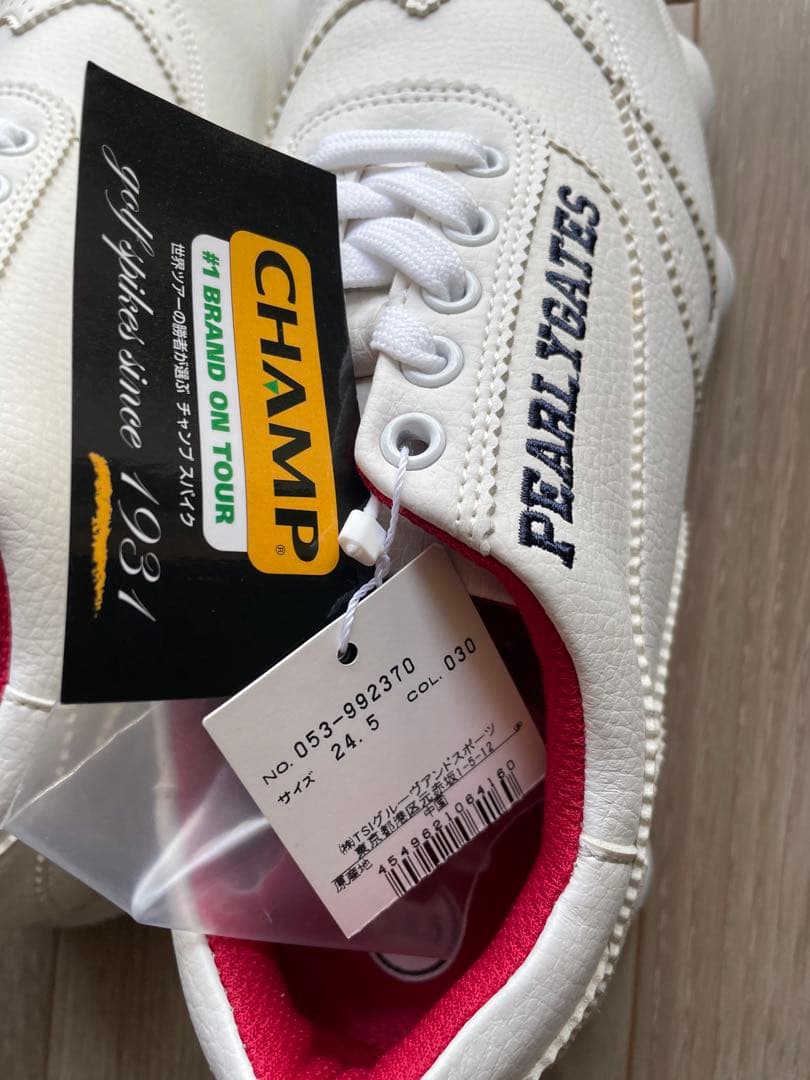 CHAMP®
#1 BRAND ON TOUR
世界ツアーの勝者が選ぶ チャンプ スパイク
golf spikes since 1931
PEARLY GATES
NO. 053-992370
サイズ 24.5 COL. 030
(株)TSIグルーヴアンドスポーツ
東京都港区元赤坂1-5-12
原産地 中国
4549621064160